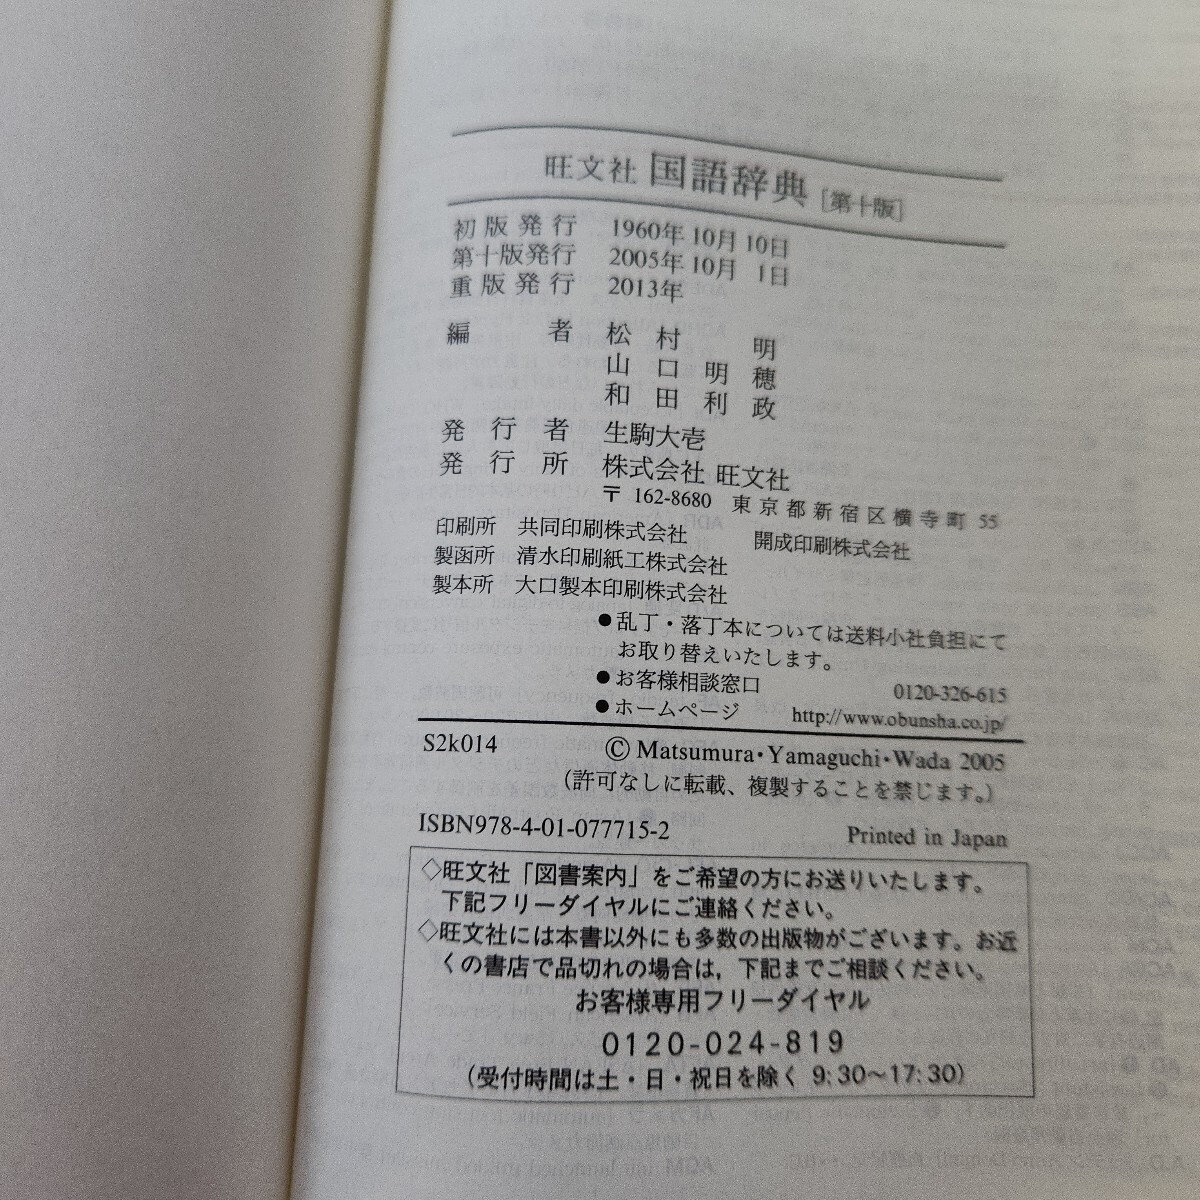 旺文社 国語辞典 [第十版]
初版発行 1960年10月10日
第十版発行 2005年10月 1日
重版発行 2013年
編者 松村 明
山口明穂
和田利政
発行者 生駒大壱
発行所 株式会社 旺文社
〒162-8680 東京都新宿区横寺町 55
印刷所 共同印刷株式会社 開成印刷株式会社
製函所 清水印刷紙工株式会社
製本所 大口製本印刷株式会社
●乱丁・落丁本については送料小社負担にて
お取り替えいたします。
●お客様相談窓口 0120-326-615
●ホームページ http://www.obunsha.co.jp/
S2k014 © Matsumura・Yamaguchi・Wada 2005
(許可なしに転載、複製することを禁じます。)
ISBN978-4-01-077715-2 Printed in Japan
◇旺文社「図書案内」をご希望の方にお送りいたします。
下記フリーダイヤルにご連絡ください。
◇旺文社には本書以外にも多数の出版物がございます。お近
くの書店で品切れの場合は，下記までご相談ください。
お客様専用フリーダイヤル
0120-024-819
(受付時間は土・日・祝日を除く 9:30～17:30)